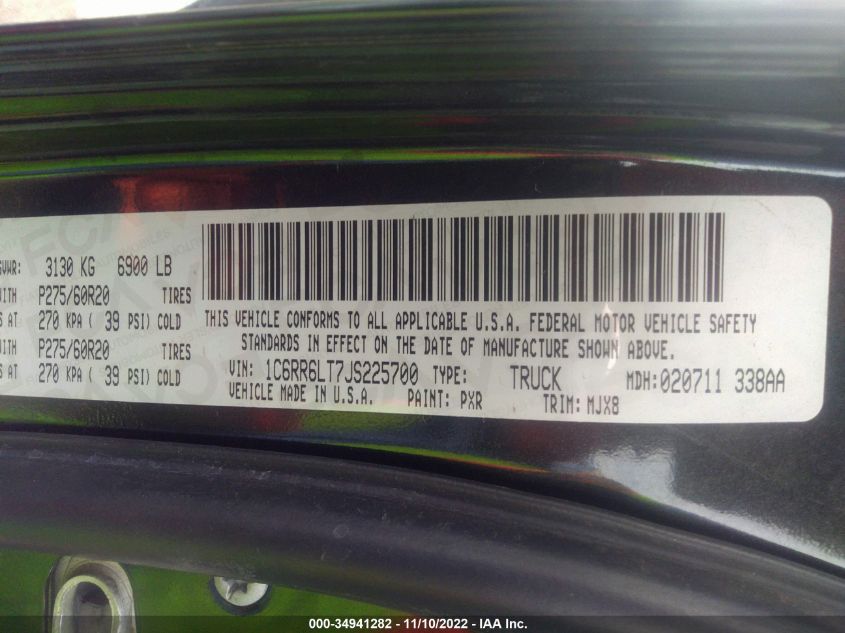 GVWR: 3130 KG 6900 LB
WITH P275/60R20 TIRES
AT 270 KPA ( 39 PSI) COLD
WITH P275/60R20 TIRES
AT 270 KPA ( 39 PSI) COLD
THIS VEHICLE CONFORMS TO ALL APPLICABLE U.S.A. FEDERAL MOTOR VEHICLE SAFETY
STANDARDS IN EFFECT ON THE DATE OF MANUFACTURE SHOWN ABOVE.
VIN: 1C6RR6LT7JS225700 TYPE: TRUCK MDH: 020711 338AA
VEHICLE MADE IN U.S.A. PAINT: PXR TRIM: MJX8
000-34941282 - 11/10/2022 - IAA Inc.